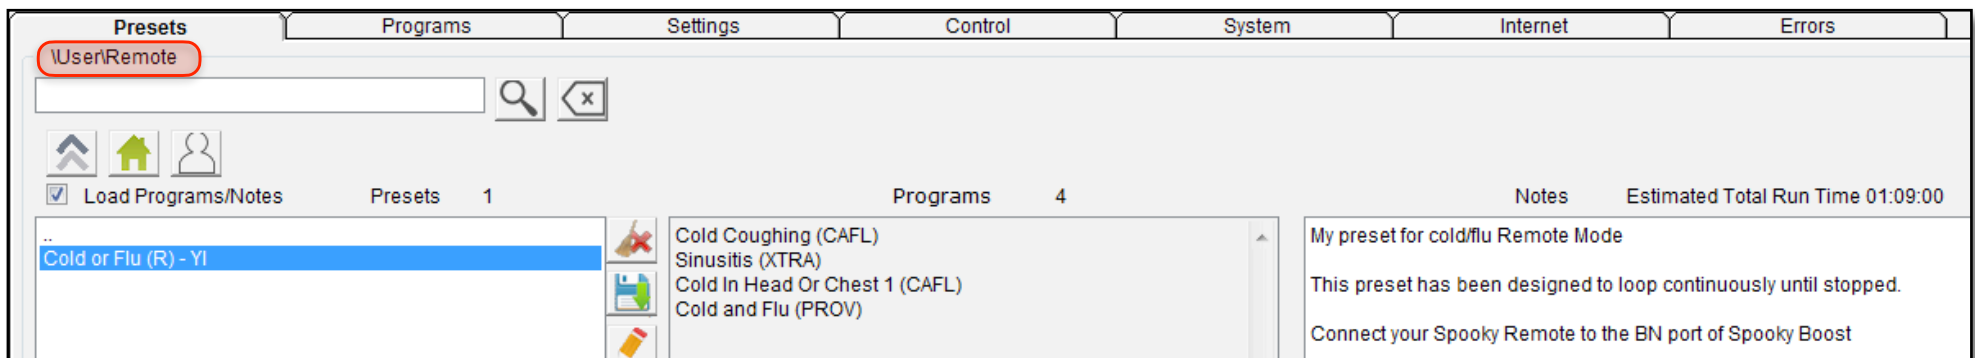 Presets Programs Settings Control System Internet Errors
\User\Remote
Load Programs/Notes Presets 1 Programs 4 Notes Estimated Total Run Time 01:09:00
..
Cold or Flu (R) - YI
Cold Coughing (CAFL)
Sinusitis (XTRA)
Cold In Head Or Chest 1 (CAFL)
Cold and Flu (PROV)
My preset for cold/flu Remote Mode
This preset has been designed to loop continuously until stopped.
Connect your Spooky Remote to the BN port of Spooky Boost